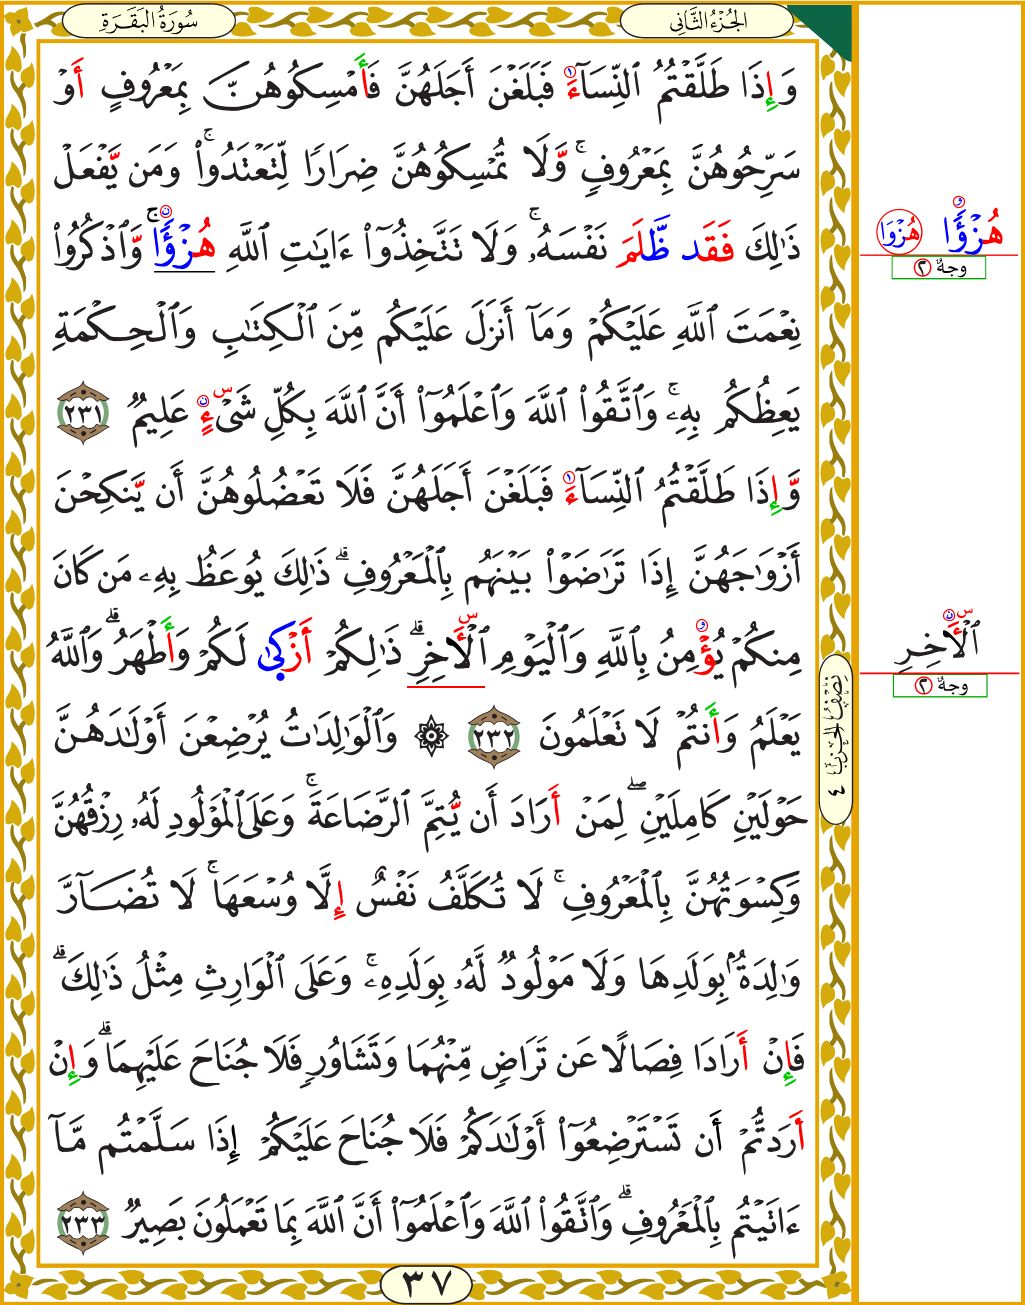 سُورَةُ البَقَرَةِ
الجُزْءُ الثَّانِى
وَإِذَا طَلَّقْتُمُ ٱلنِّسَآءَ فَبَلَغْنَ أَجَلَهُنَّ فَأَمْسِكُوهُنَّ بِمَعْرُوفٍ أَوْ
سَرِّحُوهُنَّ بِمَعْرُوفٍ ۚ وَّلَا تُمْسِكُوهُنَّ ضِرَارًا لِّتَعْتَدُوا۟ ۚ وَمَن يَّفْعَلْ
ذَٰلِكَ فَقَد ظَّلَمَ نَفْسَهُۥ ۚ وَلَا تَتَّخِذُوٓا۟ ءَايَـٰتِ ٱللَّهِ هُزْؤًا ۚ وَّٱذْكُرُوا۟
نِعْمَتَ ٱللَّهِ عَلَيْكُمْ وَمَآ أَنزَلَ عَلَيْكُم مِّنَ ٱلْكِتَـٰبِ وَٱلْحِكْمَةِ
يَعِظُكُم بِهِۦ ۚ وَٱتَّقُوا۟ ٱللَّهَ وَٱعْلَمُوٓا۟ أَنَّ ٱللَّهَ بِكُلِّ شَىْءٍ عَلِيمٌ ٢٣١
وَّإِذَا طَلَّقْتُمُ ٱلنِّسَآءَ فَبَلَغْنَ أَجَلَهُنَّ فَلَا تَعْضُلُوهُنَّ أَن يَّنكِحْنَ
أَزْوَٰجَهُنَّ إِذَا تَرَٰضَوْا۟ بَيْنَهُم بِٱلْمَعْرُوفِ ۗ ذَٰلِكَ يُوعَظُ بِهِۦ مَن كَانَ
مِنكُمْ يُؤْمِنُ بِٱللَّهِ وَٱلْيَوْمِ ٱلْـَٔاخِرِ ۗ ذَٰلِكُمْ أَزْكَىٰ لَكُمْ وَأَطْهَرُ ۗ وَٱللَّهُ
يَعْلَمُ وَأَنتُمْ لَا تَعْلَمُونَ ٢٣٢ ۞ وَٱلْوَٰلِدَٰتُ يُرْضِعْنَ أَوْلَـٰدَهُنَّ
حَوْلَيْنِ كَامِلَيْنِ ۖ لِمَنْ أَرَادَ أَن يُّتِمَّ ٱلرَّضَاعَةَ ۚ وَعَلَى ٱلْمَوْلُودِ لَهُۥ رِزْقُهُنَّ
وَكِسْوَتُهُنَّ بِٱلْمَعْرُوفِ ۚ لَا تُكَلَّفُ نَفْسٌ إِلَّا وُسْعَهَا ۚ لَا تُضَآرَّ
وَٰلِدَةٌۢ بِوَلَدِهَا وَلَا مَوْلُودٌ لَّهُۥ بِوَلَدِهِۦ ۚ وَعَلَى ٱلْوَارِثِ مِثْلُ ذَٰلِكَ ۗ
فَإِنْ أَرَادَا فِصَالًا عَن تَرَاضٍ مِّنْهُمَا وَتَشَاوُرٍ فَلَا جُنَاحَ عَلَيْهِمَا ۗ وَإِنْ
أَرَدتُّمْ أَن تَسْتَرْضِعُوٓا۟ أَوْلَـٰدَكُمْ فَلَا جُنَاحَ عَلَيْكُمْ إِذَا سَلَّمْتُم مَّآ
ءَاتَيْتُم بِٱلْمَعْرُوفِ ۗ وَٱتَّقُوا۟ ٱللَّهَ وَٱعْلَمُوٓا۟ أَنَّ ٱللَّهَ بِمَا تَعْمَلُونَ بَصِيرٌ ٢٣٣
هُزْؤًا هُزْوًا
وجهٌ ٢
ٱلْـَٔاخِرِ
وجهٌ ٢
نِصْفُ الحِزْب ٤
٣٧